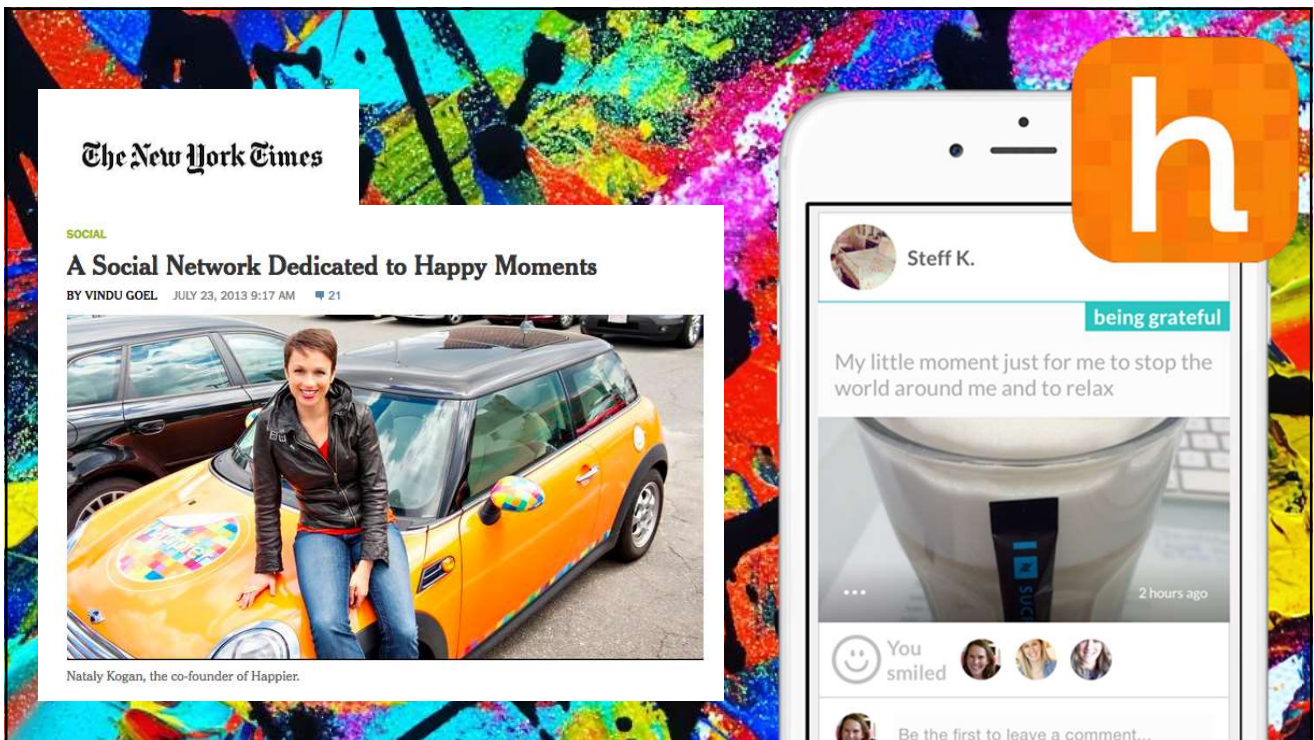 The New York Times
SOCIAL
A Social Network Dedicated to Happy Moments
BY VINDU GOEL JULY 23, 2013 9:17 AM 21
happier
Nataly Kogan, the co-founder of Happier.
h
Steff K.
being grateful
My little moment just for me to stop the
world around me and to relax
SUC
2 hours ago
You
smiled
Be the first to leave a comment...